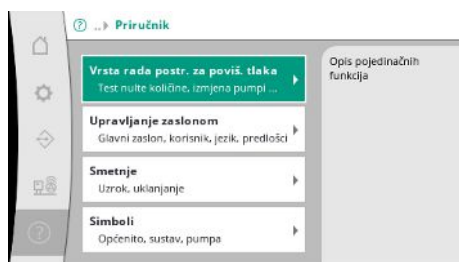 ? ..▸ Priručnik
Vrsta rada postr. za poviš. tlaka
Test nulte količine, izmjena pumpi ...
Upravljanje zaslonom
Glavni zaslon, korisnik, jezik, predlošci
Smetnje
Uzrok, uklanjanje
Simboli
Općenito, sustav, pumpa
Opis pojedinačnih
funkcija
?